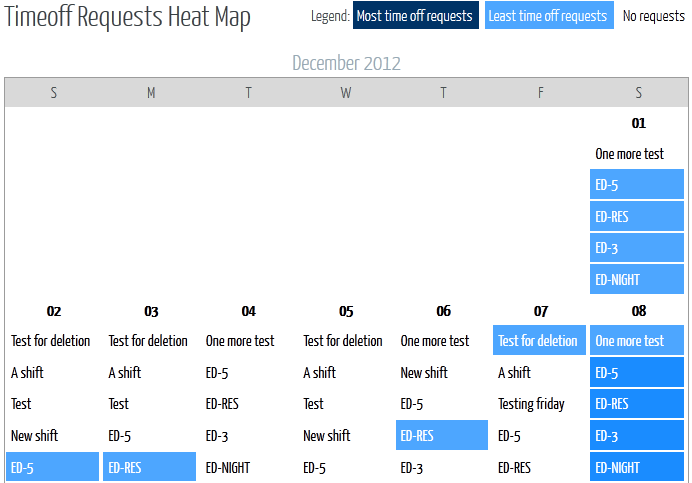 Timeoff Requests Heat Map
Legend: Most time off requests Least time off requests No requests
December 2012
S M T W T F S
01
One more test
ED-5
ED-RES
ED-3
ED-NIGHT
02 03 04 05 06 07 08
Test for deletion Test for deletion One more test Test for deletion One more test Test for deletion One more test
A shift A shift ED-5 A shift New shift A shift ED-5
Test Test ED-RES Test ED-5 Testing friday ED-RES
New shift ED-5 ED-3 New shift ED-RES ED-5 ED-3
ED-5 ED-RES ED-NIGHT ED-5 ED-3 ED-RES ED-NIGHT